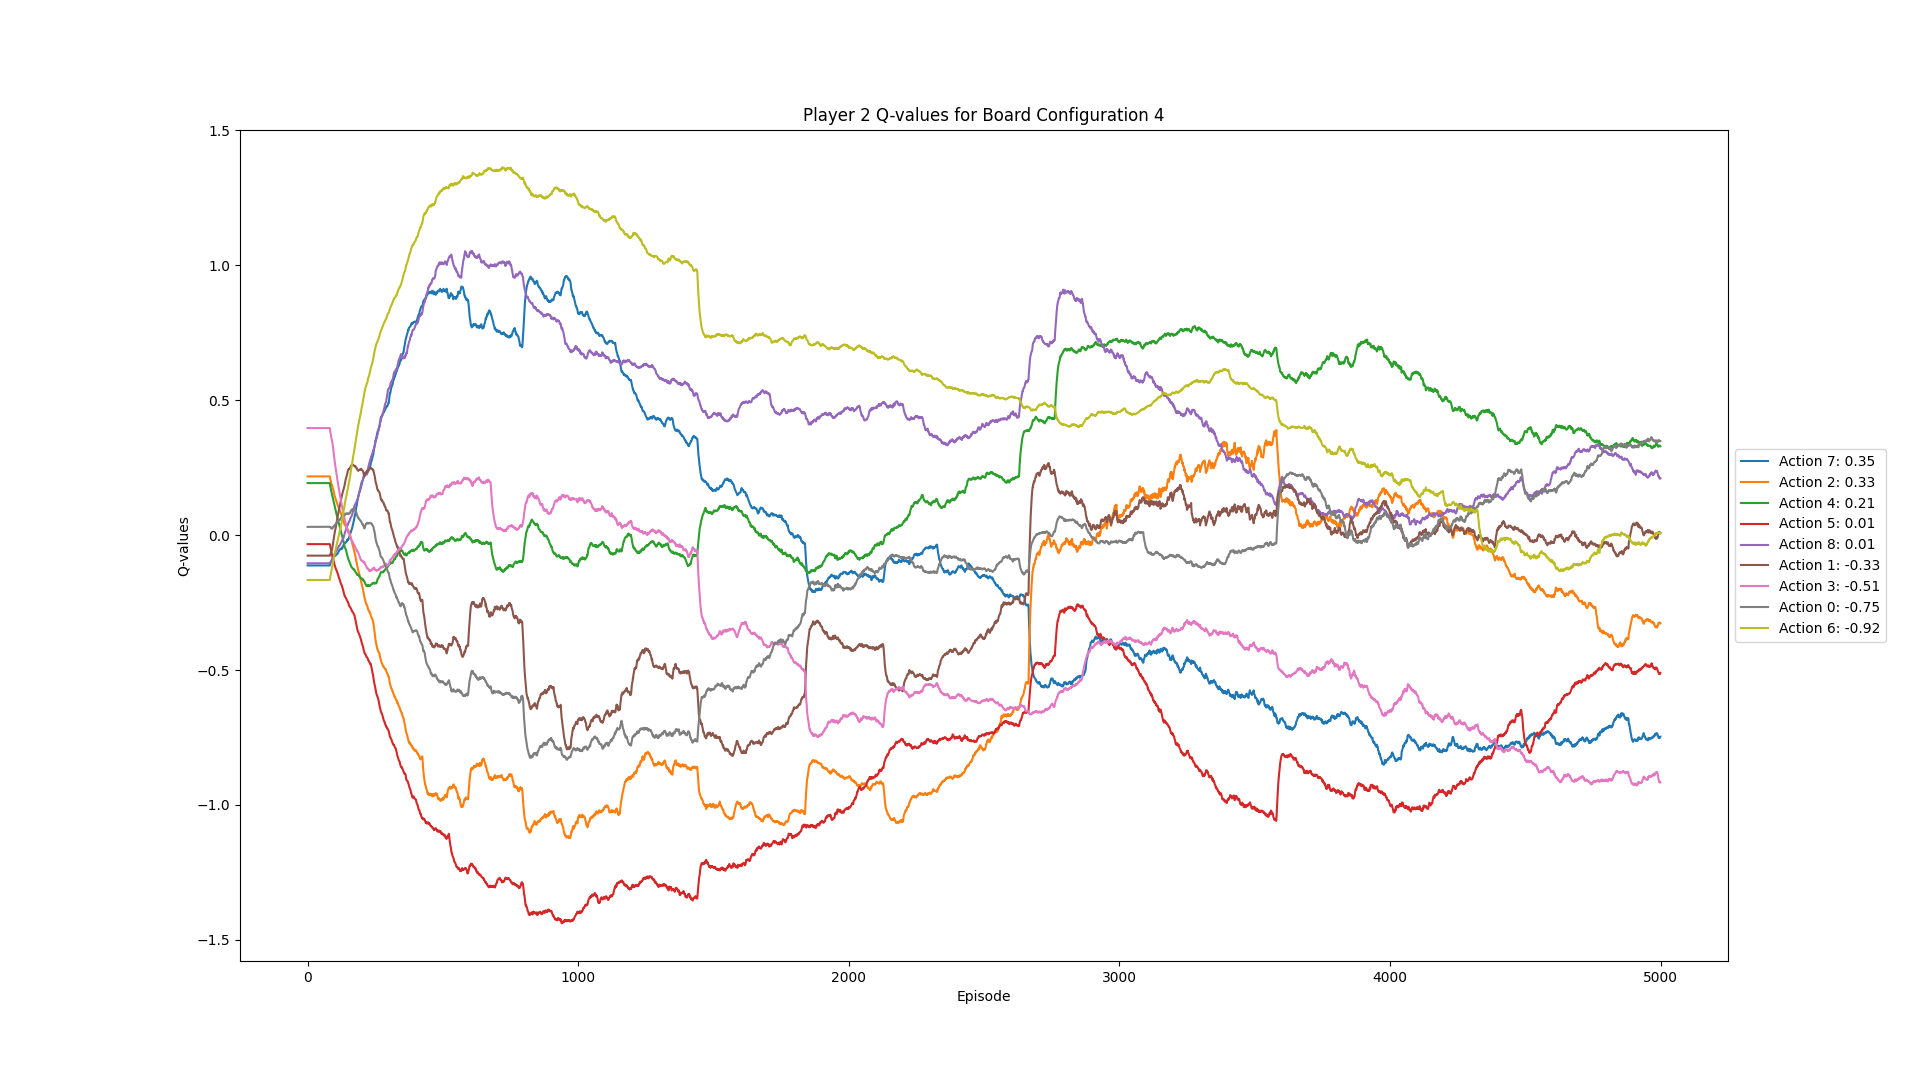 Player 2 Q-values for Board Configuration 4
1.5
1.0
0.5
0.0
−0.5
−1.0
−1.5
Q-values
0 1000 2000 3000 4000 5000
Episode
Action 7: 0.35
Action 2: 0.33
Action 4: 0.21
Action 5: 0.01
Action 8: 0.01
Action 1: -0.33
Action 3: -0.51
Action 0: -0.75
Action 6: -0.92